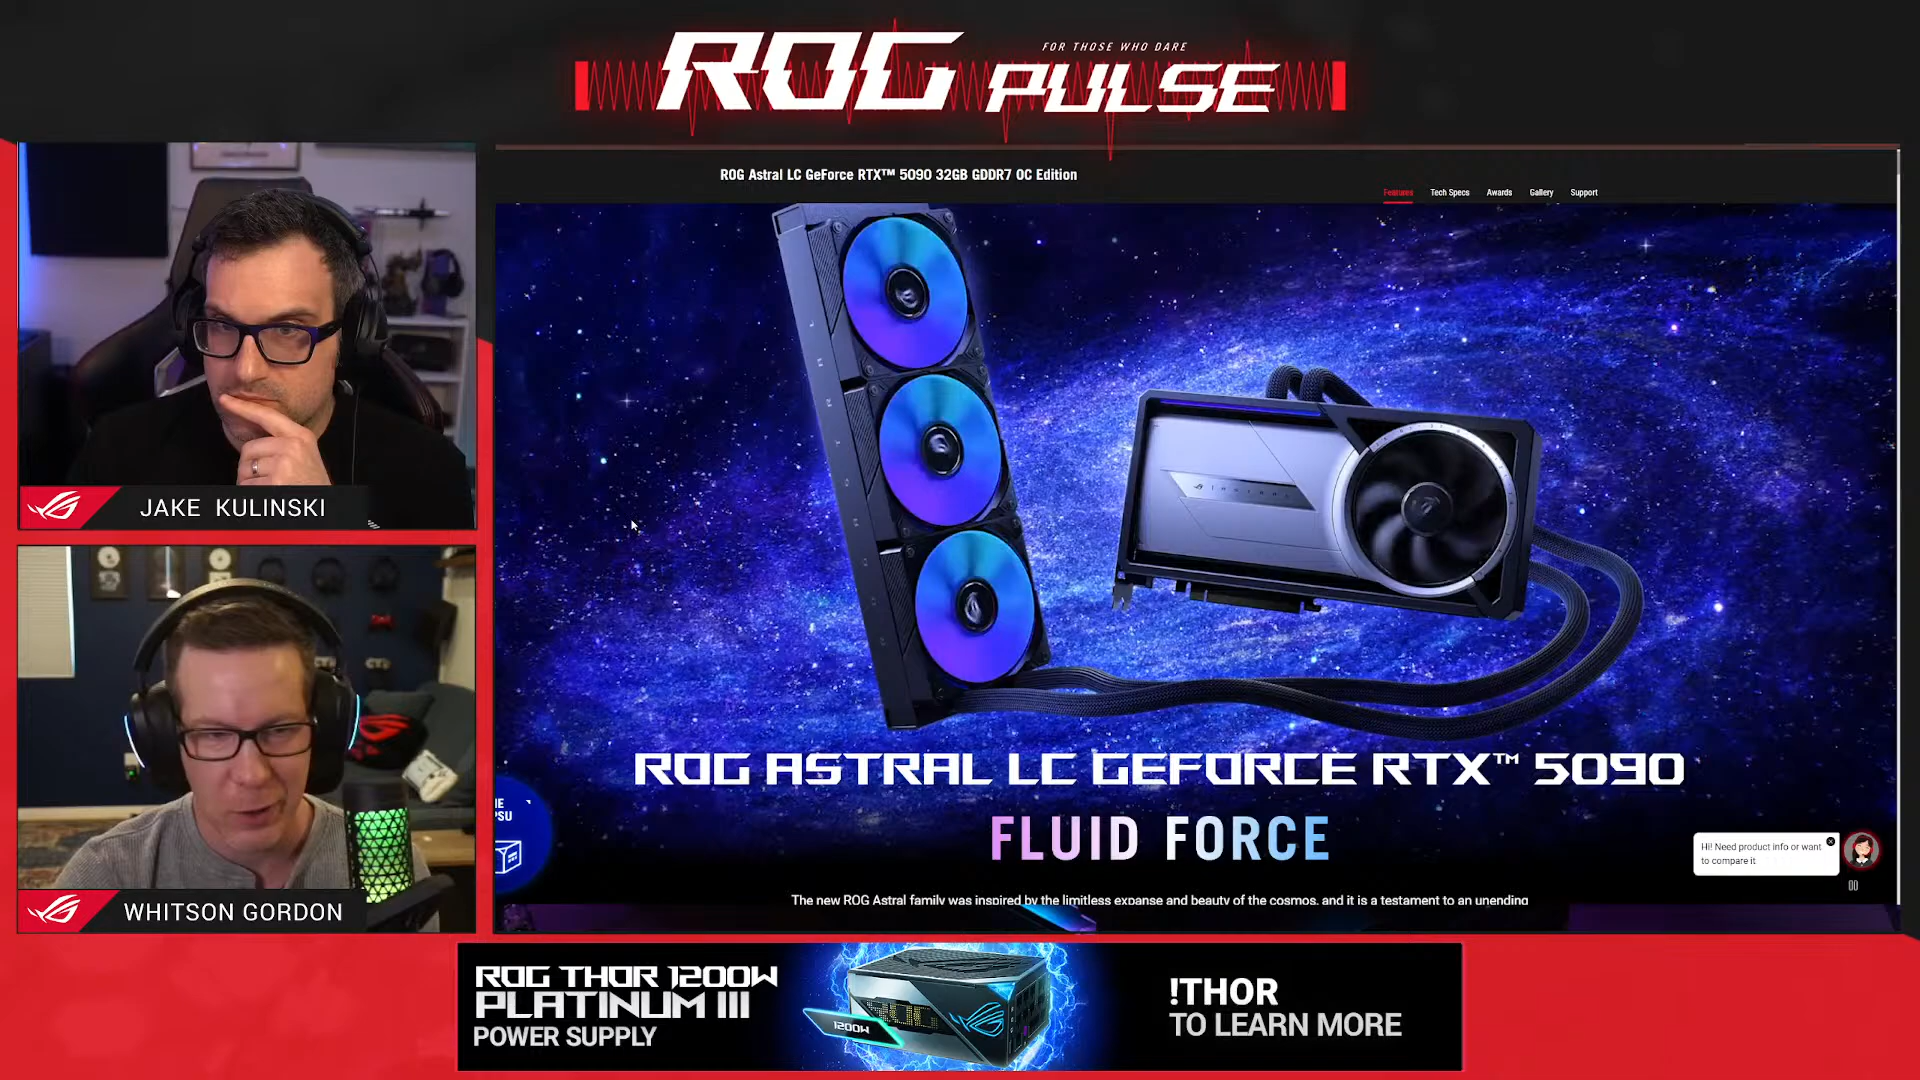 ROG
FOR THOSE WHO DARE
PULSE
ROG Astral LC GeForce RTX™ 5090 32GB GDDR7 OC Edition
Features
Tech Specs
Awards
Gallery
Support
JAKE KULINSKI
WHITSON GORDON
ROG ASTRAL LC GEFORCE RTX™ 5090
FLUID FORCE
Hi! Need product info or want
to compare it
The new ROG Astral family was inspired by the limitless expanse and beauty of the cosmos, and it is a testament to an unending
ROG THOR 1200W
PLATINUM III
POWER SUPPLY
1200W
!THOR
TO LEARN MORE